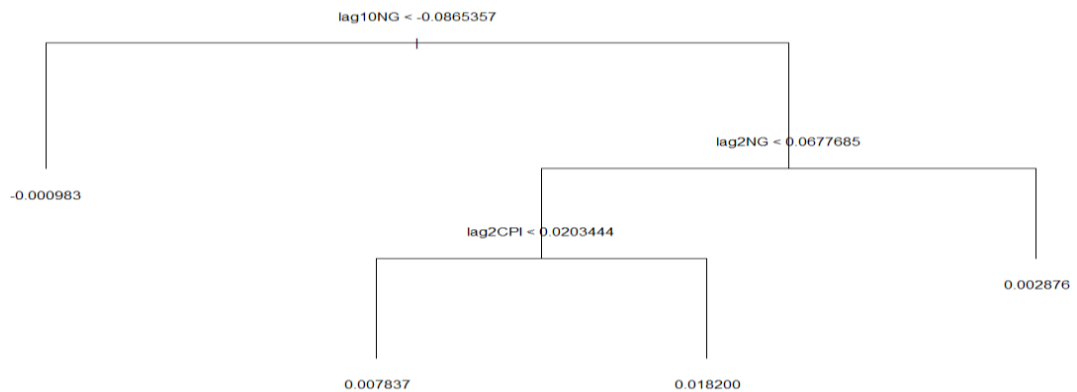 lag10NG < -0.0865357
lag2NG < 0.0677685
-0.000983
lag2CPI < 0.0203444
0.002876
0.007837
0.018200